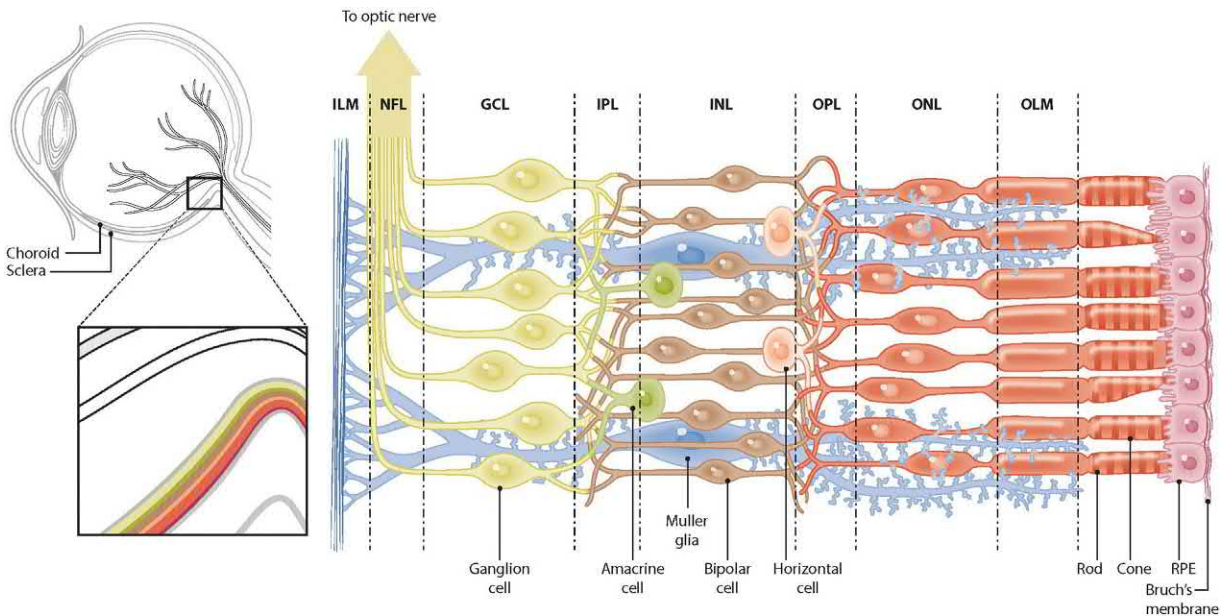 To optic nerve
ILM NFL GCL IPL INL OPL ONL OLM
Choroid
Sclera
Ganglion
cell
Amacrine
cell
Muller
glia
Bipolar
cell
Horizontal
cell
Rod
Cone
RPE
Bruch's
membrane